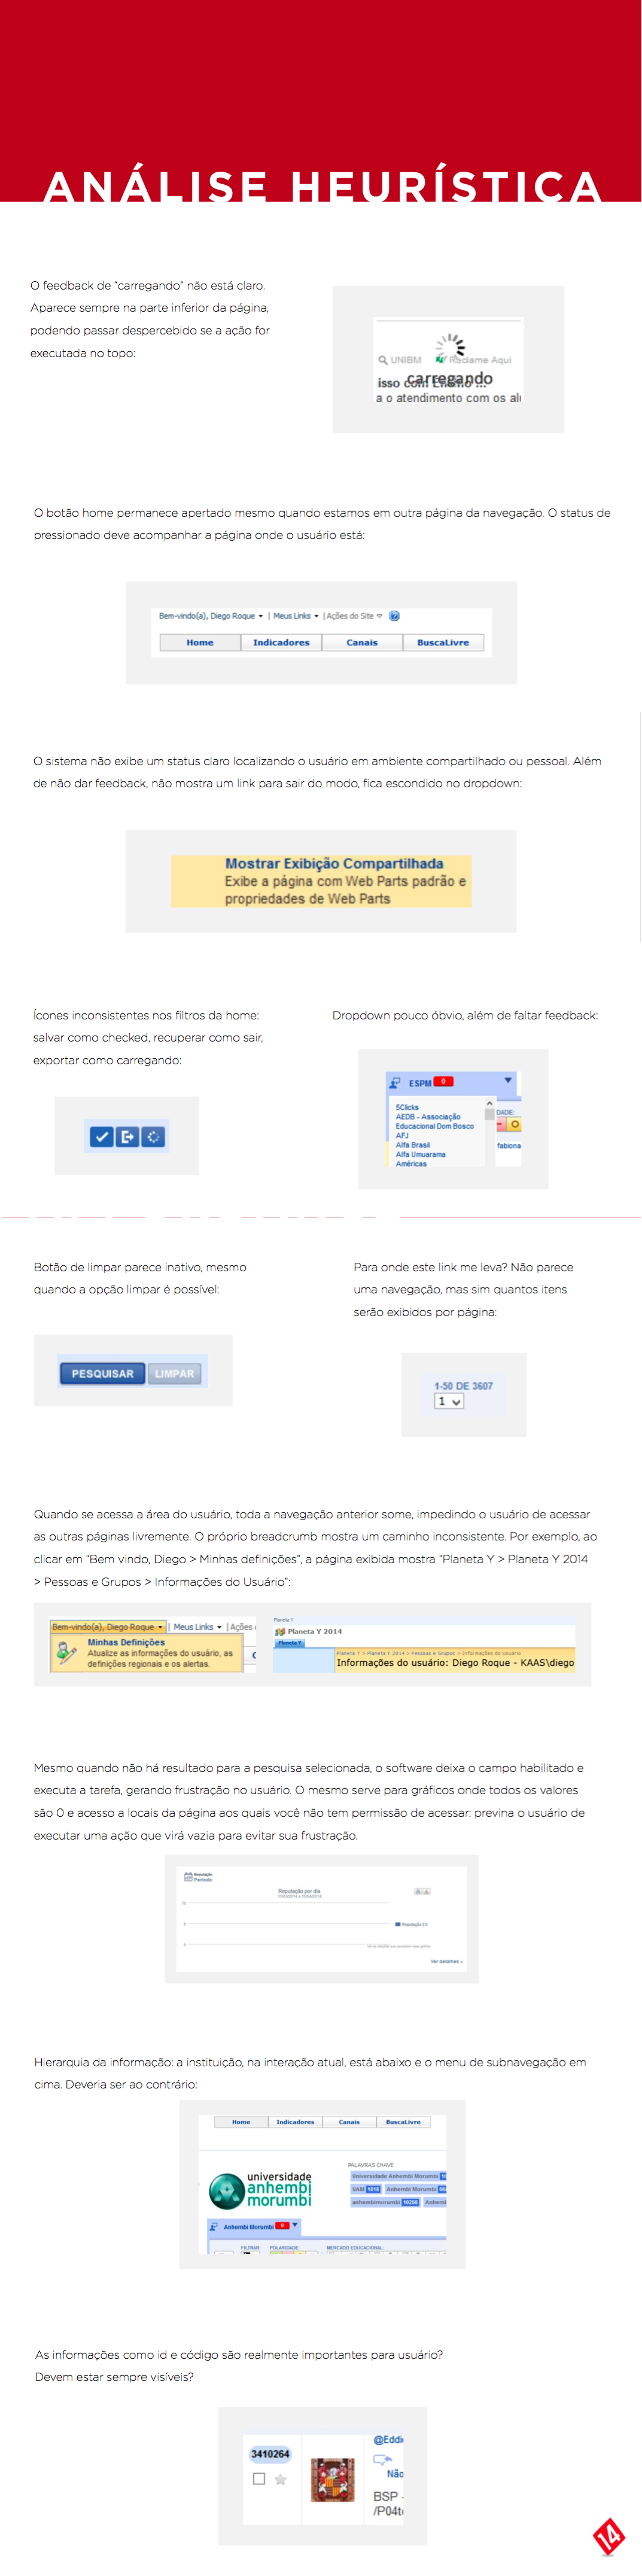 ANÁLISE HEURÍSTICA
O feedback de "carregando" não está claro.
Aparece sempre na parte inferior da página,
podendo passar despercebido se a ação for
executada no topo:
UNIBM Reclame Aqui
carregando
isso com
a o atendimento com os alu
O botão home permanece apertado mesmo quando estamos em outra página da navegação. O status de
pressionado deve acompanhar a página onde o usuário está:
Bem-vindo(a), Diego Roque | Meus Links | Ações do Site
Home Indicadores Canais BuscaLivre
O sistema não exibe um status claro localizando o usuário em ambiente compartilhado ou pessoal. Além
de não dar feedback, não mostra um link para sair do modo, fica escondido no dropdown:
Mostrar Exibição Compartilhada
Exibe a página com Web Parts padrão e
propriedades de Web Parts
Ícones inconsistentes nos filtros da home:
salvar como checked, recuperar como sair,
exportar como carregando:
Dropdown pouco óbvio, além de faltar feedback:
ESPM 0
5Clicks
AEDB - Associação
Educacional Dom Bosco
AFJ
Alfa Brasil
Alfa Umuarama
Américas
DADE:
fabiona
Botão de limpar parece inativo, mesmo
quando a opção limpar é possível:
PESQUISAR LIMPAR
Para onde este link me leva? Não parece
uma navegação, mas sim quantos itens
serão exibidos por página:
1-50 DE 3607
1
Quando se acessa a área do usuário, toda a navegação anterior some, impedindo o usuário de acessar
as outras páginas livremente. O próprio breadcrumb mostra um caminho inconsistente. Por exemplo, ao
clicar em "Bem vindo, Diego > Minhas definições", a página exibida mostra "Planeta Y > Planeta Y 2014
> Pessoas e Grupos > Informações do Usuário":
Bem-vindo(a), Diego Roque | Meus Links | Ações
Minhas Definições
Atualize as informações do usuário, as
definições regionais e os alertas.
Planeta Y
Planeta Y 2014
Planeta Y
Planeta Y > Planeta Y 2014 > Pessoas e Grupos > Informações do Usuário
Informações do usuário: Diego Roque - KAAS\diego
Mesmo quando não há resultado para a pesquisa selecionada, o software deixa o campo habilitado e
executa a tarefa, gerando frustração no usuário. O mesmo serve para gráficos onde todos os valores
são 0 e acesso a locais da página aos quais você não tem permissão de acessar: previna o usuário de
executar uma ação que virá vazia para evitar sua frustração.
Reputação
Período
Reputação por dia
Ver detalhes
Hierarquia da informação: a instituição, na interação atual, está abaixo e o menu de subnavegação em
cima. Deveria ser ao contrário:
Home Indicadores Canais BuscaLivre
universidade
anhembi
morumbi
PALAVRAS CHAVE
Universidade Anhembi Morumbi
UAM 1010 Anhembi Morumbi
anhembimorumbi 10256 Anhemb
Anhembi Morumbi 0
FILTRAR: POLARIDADE: MERCADO EDUCACIONAL:
As informações como id e código são realmente importantes para usuário?
Devem estar sempre visíveis?
3410264
@Eddi
Não
BSP -
/P04t
14